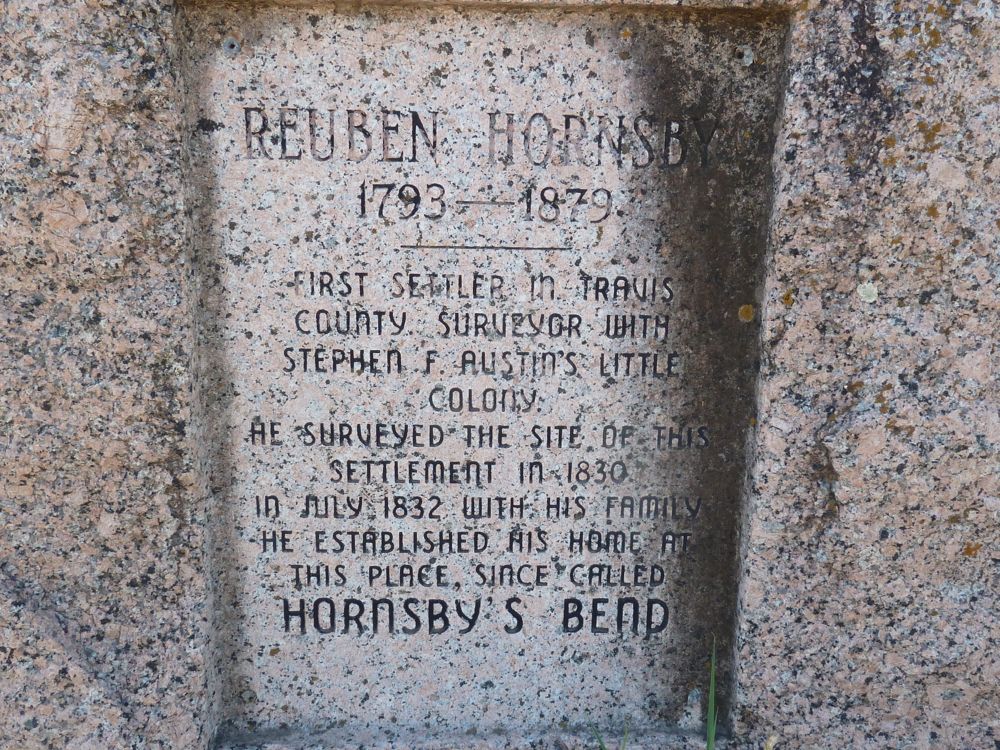 REUBEN HORNSBY
1793 — 1879
FIRST SETTLER IN TRAVIS
COUNTY. SURVEYOR WITH
STEPHEN F. AUSTIN'S LITTLE
COLONY.
HE SURVEYED THE SITE OF THIS
SETTLEMENT IN 1830
IN JULY 1832 WITH HIS FAMILY
HE ESTABLISHED HIS HOME AT
THIS PLACE, SINCE CALLED
HORNSBY'S BEND